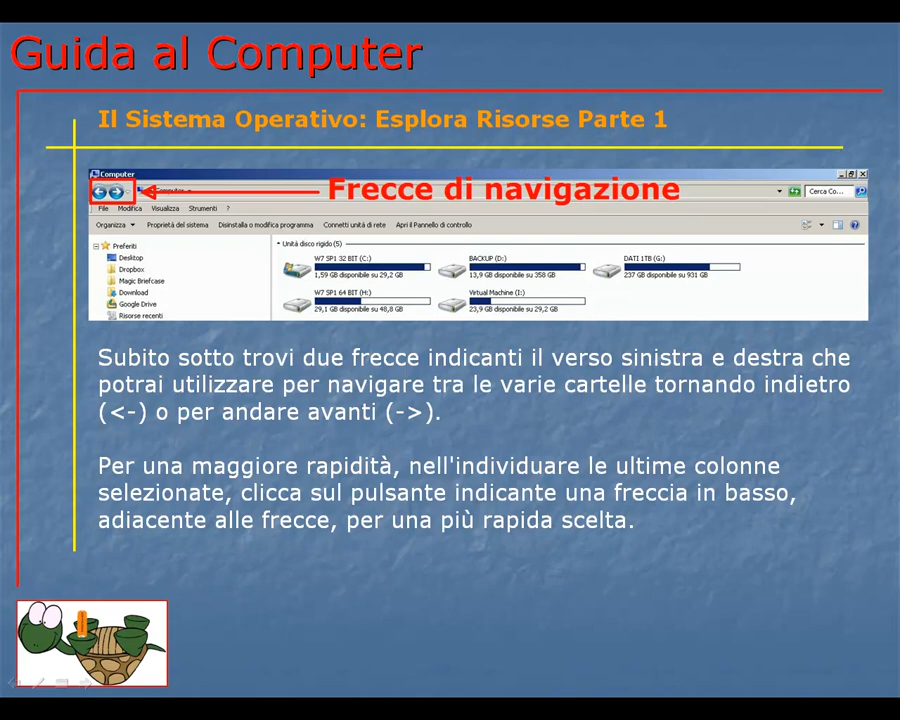 Guida al Computer
Il Sistema Operativo: Esplora Risorse Parte 1
Computer
Computer
Frecce di navigazione
Cerca Co...
File Modifica Visualizza Strumenti ?
Organizza Proprietà del sistema Disinstalla o modifica programma Connetti unità di rete Apri il Pannello di controllo
Preferiti
Desktop
Dropbox
Magic Briefcase
Download
Google Drive
Risorse recenti
Unità disco rigido (5)
W7 SP1 32 BIT (C:)
1,59 GB disponibile su 29,2 GB
BACKUP (D:)
13,9 GB disponibile su 358 GB
DATI 1TB (G:)
237 GB disponibile su 931 GB
W7 SP1 64 BIT (H:)
29,1 GB disponibile su 48,8 GB
Virtual Machine (I:)
23,9 GB disponibile su 29,2 GB
Subito sotto trovi due frecce indicanti il verso sinistra e destra che
potrai utilizzare per navigare tra le varie cartelle tornando indietro
(<-) o per andare avanti (->).
Per una maggiore rapidità, nell'individuare le ultime colonne
selezionate, clicca sul pulsante indicante una freccia in basso,
adiacente alle frecce, per una più rapida scelta.